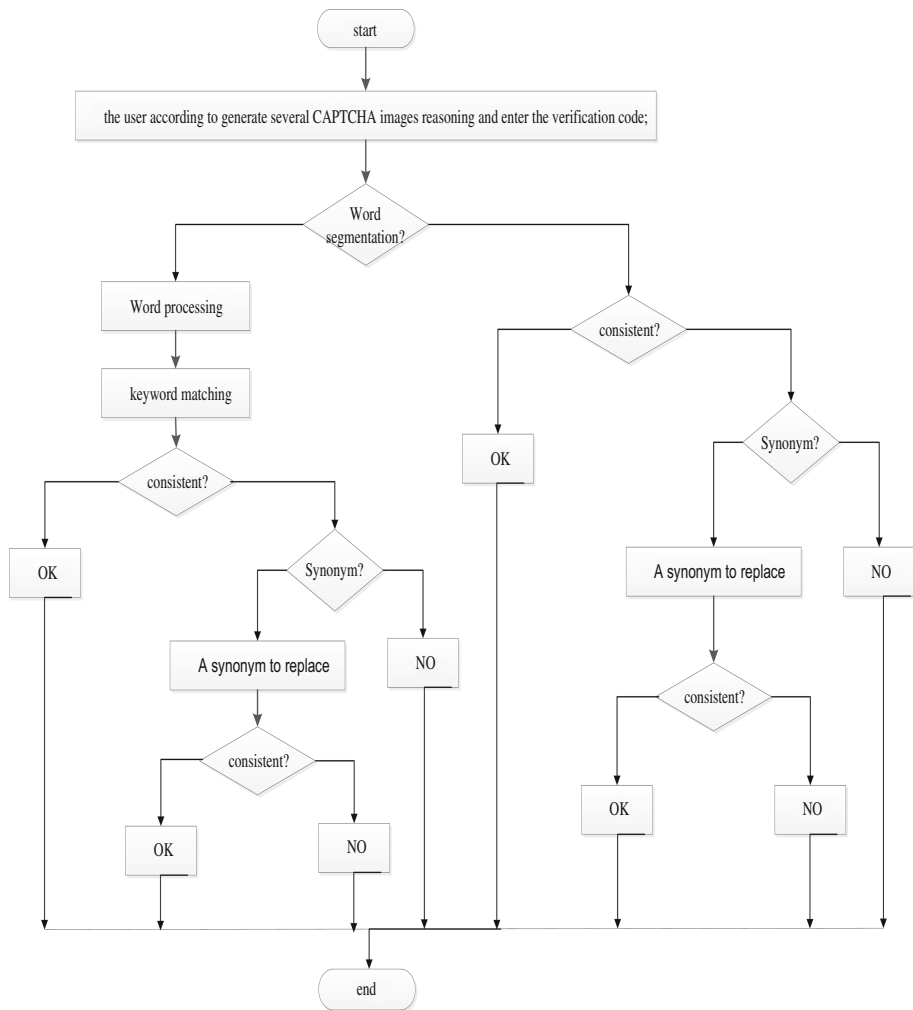 start
the user according to generate several CAPTCHA images reasoning and enter the verification code;
Word
segmentation?
Word processing
consistent?
keyword matching
Synonym?
OK
consistent?
OK
Synonym?
A synonym to replace
NO
A synonym to replace
NO
consistent?
consistent?
OK
NO
OK
NO
end